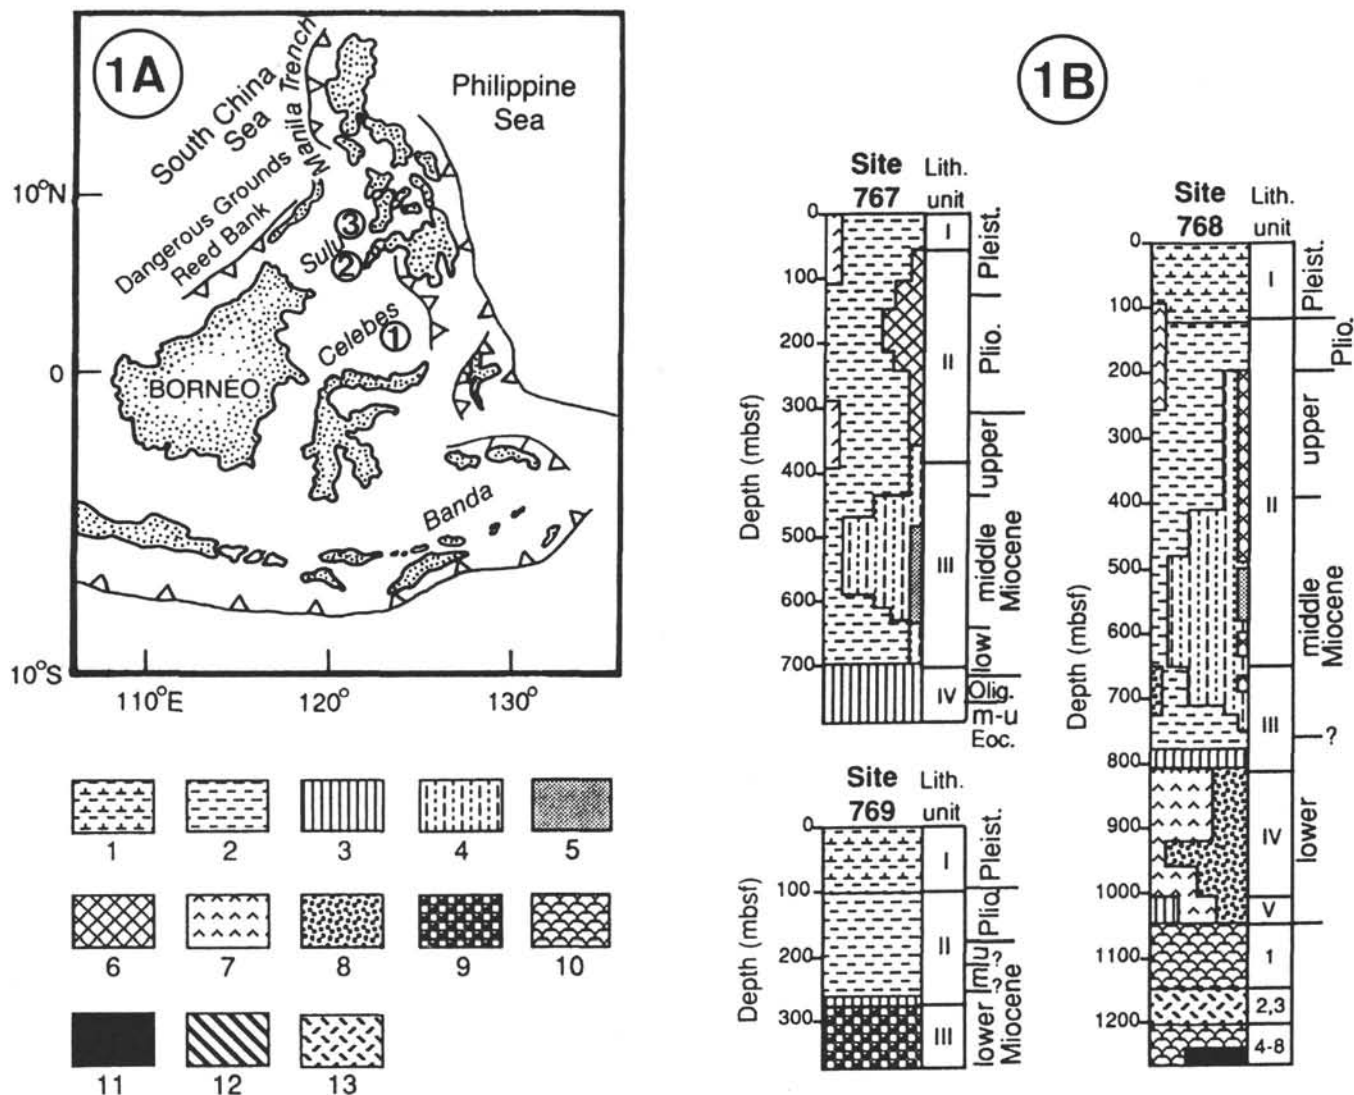 1A
South China
Sea
Manila Trench
Philippine
Sea
Dangerous Grounds
Reed Bank
Sulu
3
2
Celebes
1
BORNEO
Banda
10°N
0
10°S
110°E
120°
130°
1
2
3
4
5
6
7
8
9
10
11
12
13
1B
Site
767
Lith.
unit
Depth (mbsf)
0
100
200
300
400
500
600
700
I
II
III
IV
Pleist.
Plio.
upper
middle
Miocene
low
Olig.
m-u
Eoc.
Site
769
Lith.
unit
Depth (mbsf)
0
100
200
300
I
II
III
Pleist.
Plio.
m/u
?
?
lower
Miocene
Site
768
Lith.
unit
Depth (mbsf)
0
100
200
300
400
500
600
700
800
900
1000
1100
1200
I
II
III
IV
V
1
2,3
4-8
Pleist.
Plio.
upper
middle
Miocene
?
lower